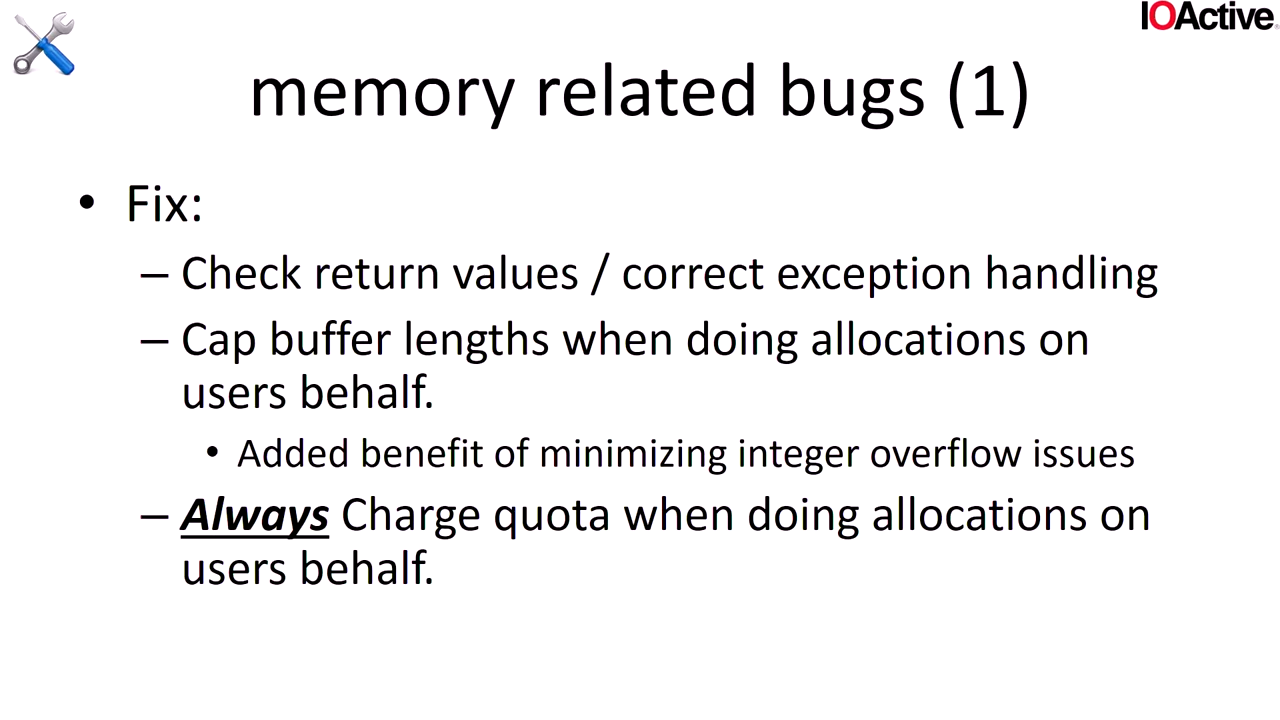 IOActive
memory related bugs (1)
• Fix:
– Check return values / correct exception handling
– Cap buffer lengths when doing allocations on
users behalf.
• Added benefit of minimizing integer overflow issues
– Always Charge quota when doing allocations on
users behalf.